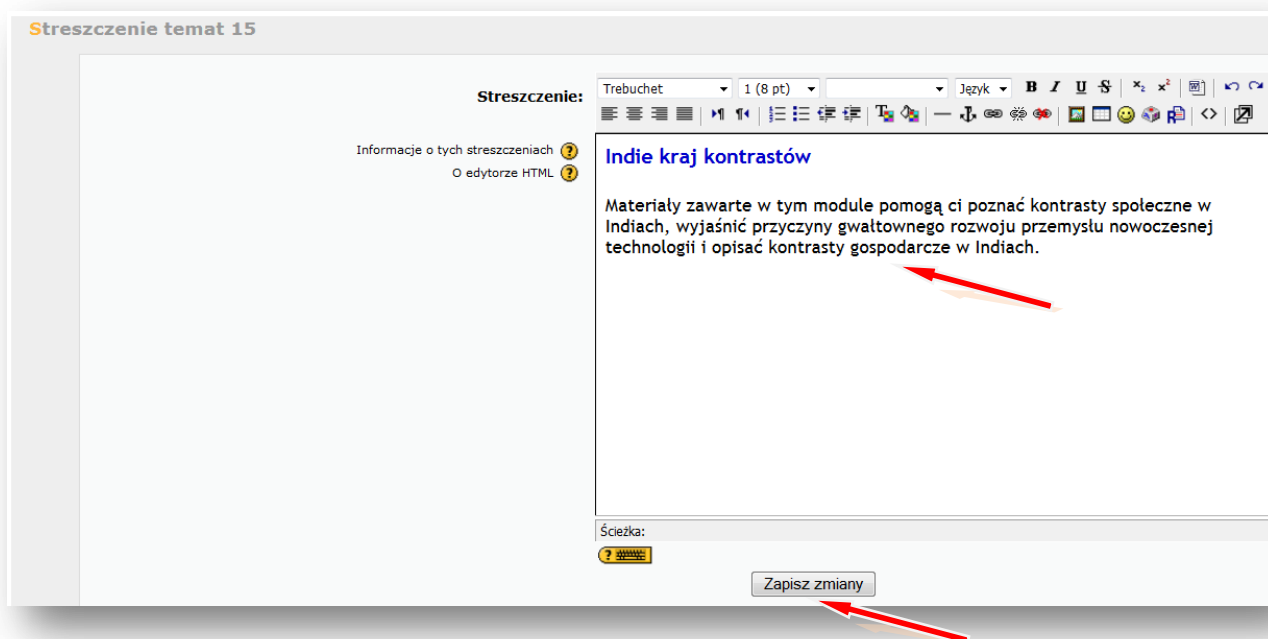 Streszczenie temat 15
Streszczenie:
Trebuchet 1 (8 pt) Język B I U S x₂ x²
Informacje o tych streszczeniach ?
O edytorze HTML ?
Indie kraj kontrastów
Materiały zawarte w tym module pomogą ci poznać kontrasty społeczne w
Indiach, wyjaśnić przyczyny gwałtownego rozwoju przemysłu nowoczesnej
technologii i opisać kontrasty gospodarcze w Indiach.
Ścieżka:
?
Zapisz zmiany